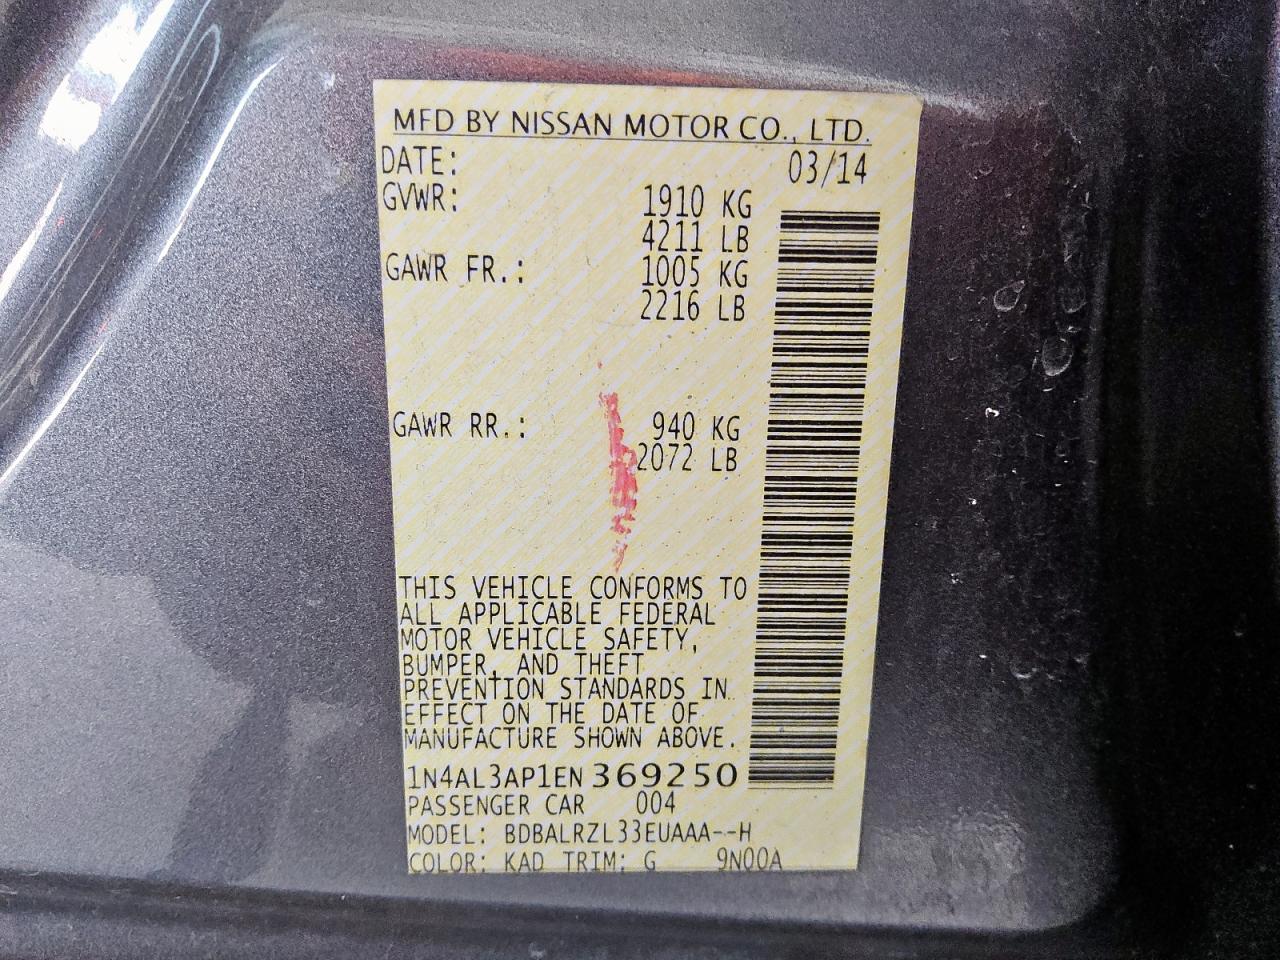 MFD BY NISSAN MOTOR CO., LTD.
DATE: 03/14
GVWR: 1910 KG
4211 LB
GAWR FR.: 1005 KG
2216 LB
GAWR RR.: 940 KG
2072 LB
THIS VEHICLE CONFORMS TO
ALL APPLICABLE FEDERAL
MOTOR VEHICLE SAFETY,
BUMPER, AND THEFT
PREVENTION STANDARDS IN
EFFECT ON THE DATE OF
MANUFACTURE SHOWN ABOVE.
1N4AL3AP1EN369250
PASSENGER CAR 004
MODEL: BDBALRZL33EUAAA--H
COLOR: KAD TRIM: G 9N00A